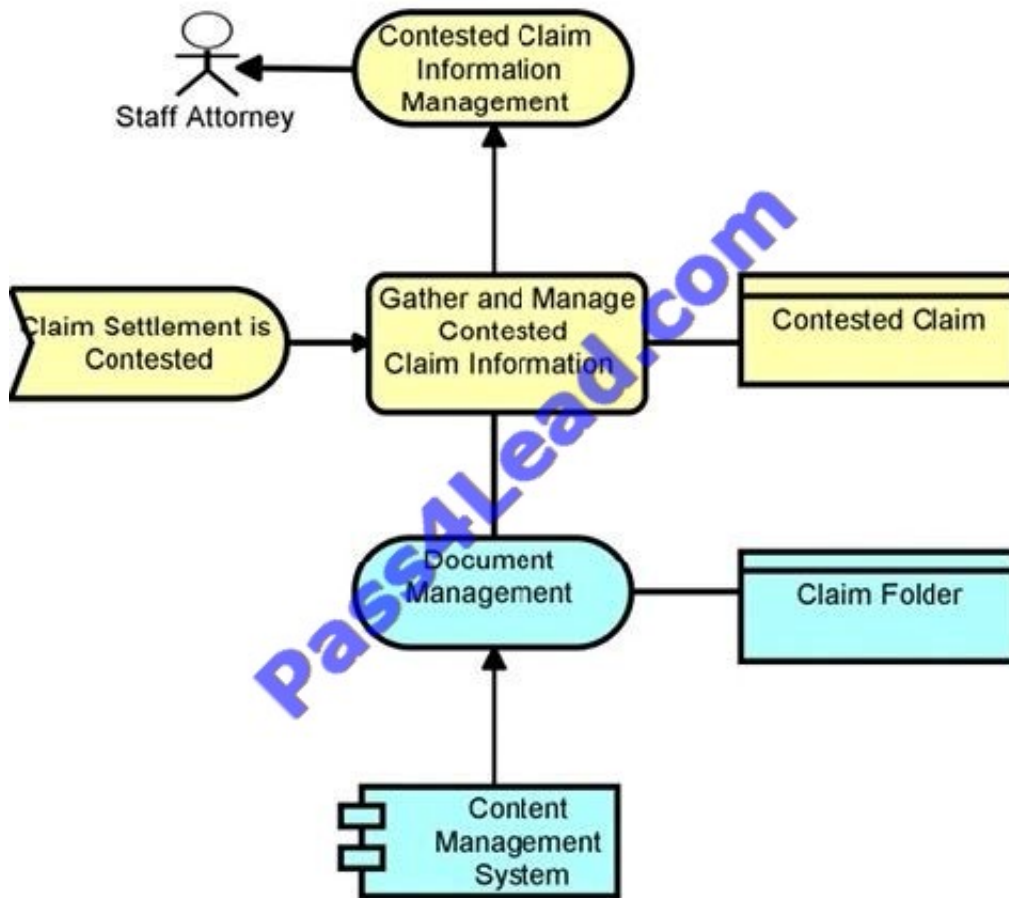 Contested Claim
Information
Management
Staff Attorney
Claim Settlement is
Contested
Gather and Manage
Contested
Claim Information
Contested Claim
Document
Management
Claim Folder
Content
Management
System
Pass4Lead.com